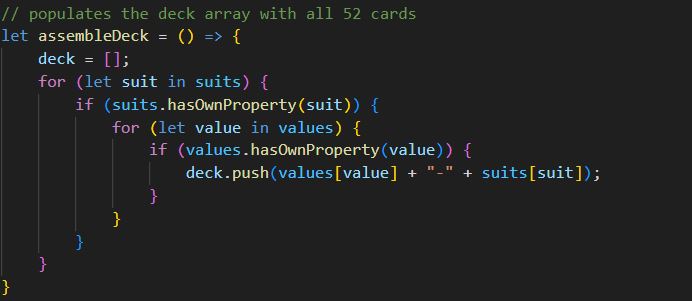 // populates the deck array with all 52 cards
let assembleDeck = () => {
    deck = [];
    for (let suit in suits) {
        if (suits.hasOwnProperty(suit)) {
            for (let value in values) {
                if (values.hasOwnProperty(value)) {
                    deck.push(values[value] + "-" + suits[suit]);
                }
            }
        }
    }
}